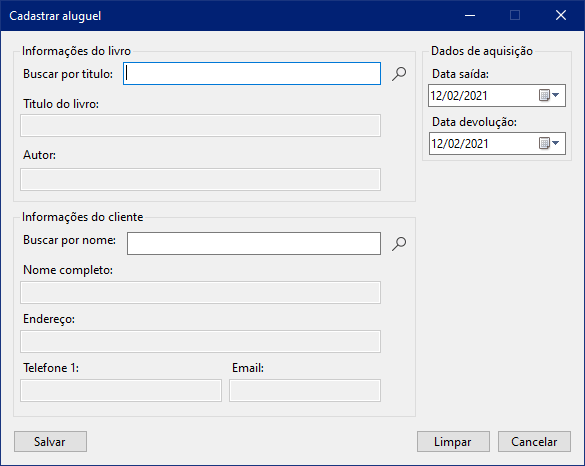 Cadastrar aluguel
Informações do livro
Buscar por titulo:
Titulo do livro:
Autor:
Dados de aquisição
Data saída:
12/02/2021
Data devolução:
12/02/2021
Informações do cliente
Buscar por nome:
Nome completo:
Endereço:
Telefone 1: Email:
Salvar Limpar Cancelar